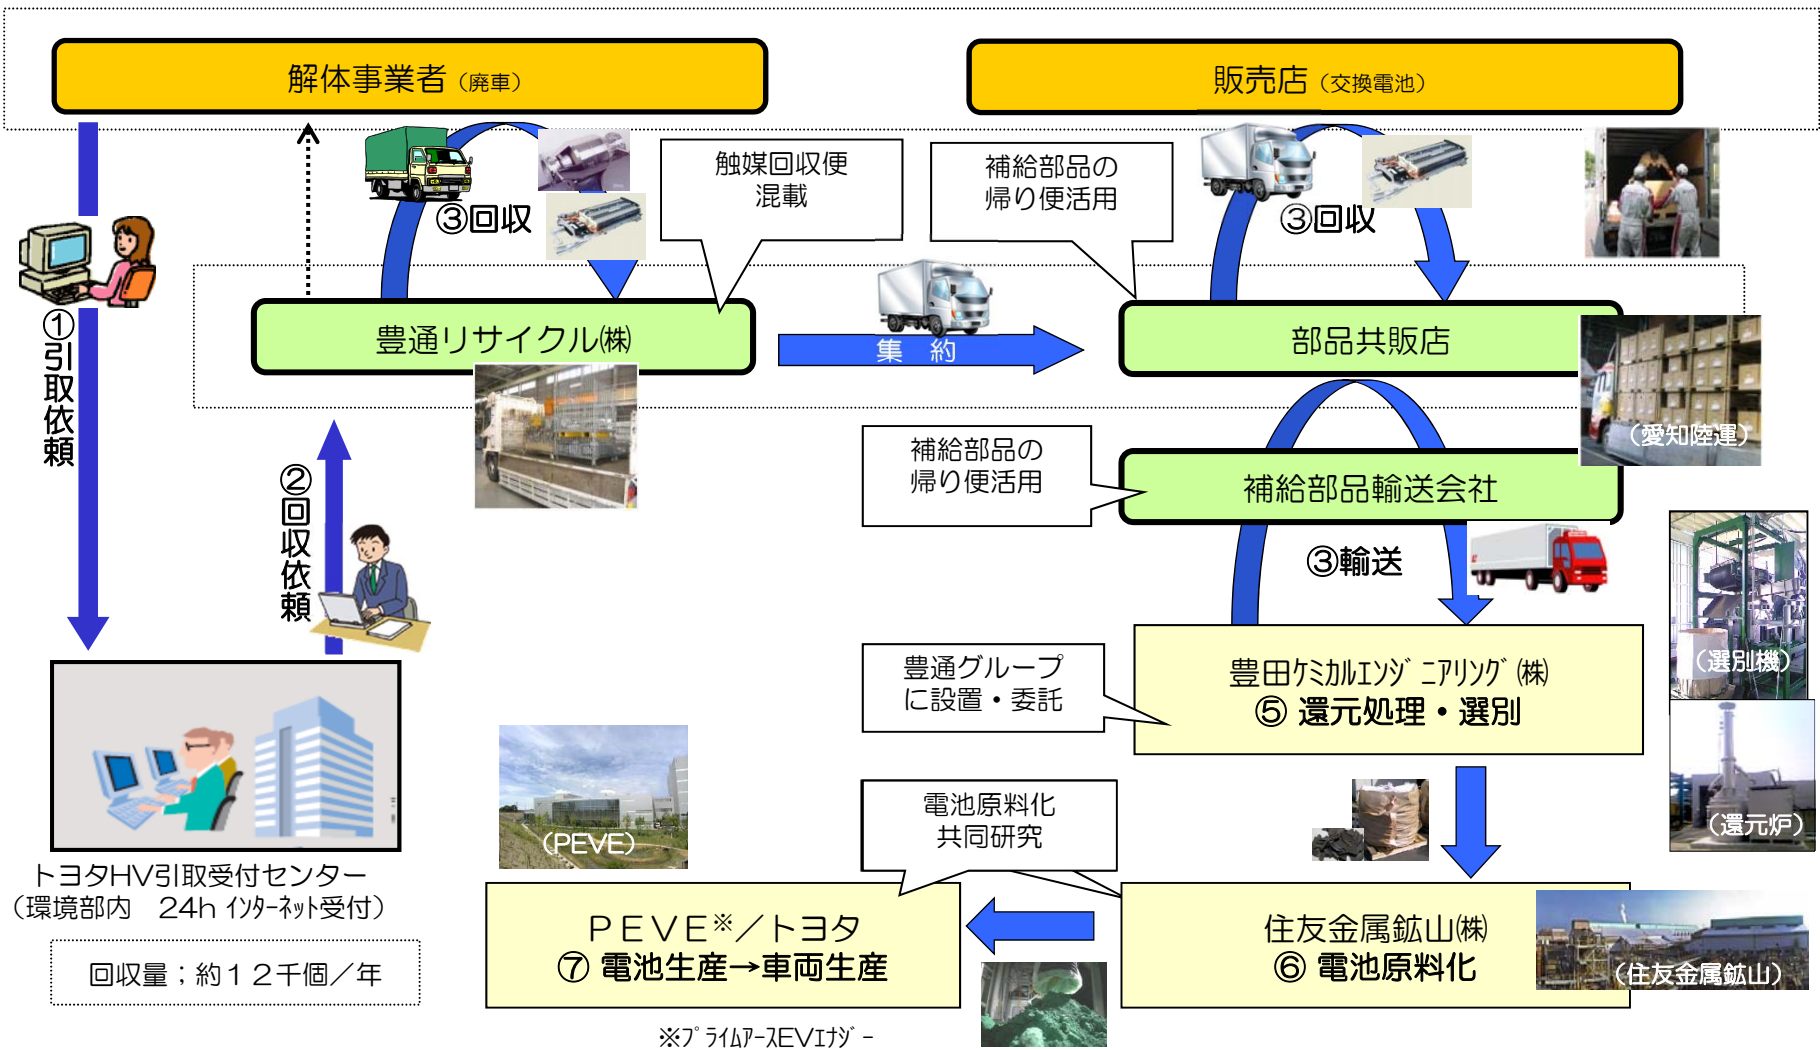 解体事業者（廃車）
販売店（交換電池）
触媒回収便
混載
補給部品の
帰り便活用
③回収
③回収
①引取依頼
豊通リサイクル㈱
集 約
部品共販店
（愛知陸運）
補給部品の
帰り便活用
補給部品輸送会社
②回収依頼
③輸送
（選別機）
豊通グループ
に設置・委託
豊田ｹﾐｶﾙｴﾝｼﾞﾆｱﾘﾝｸﾞ㈱
⑤ 還元処理・選別
（還元炉）
（PEVE）
電池原料化
共同研究
トヨタHV引取受付センター
（環境部内　24h ｲﾝﾀｰﾈｯﾄ受付）
ＰＥＶＥ※／トヨタ
⑦ 電池生産→車両生産
住友金属鉱山㈱
⑥ 電池原料化
（住友金属鉱山）
回収量；約１２千個／年
※ﾌﾟﾗｲﾑｱｰｽEVｴﾅｼﾞｰ